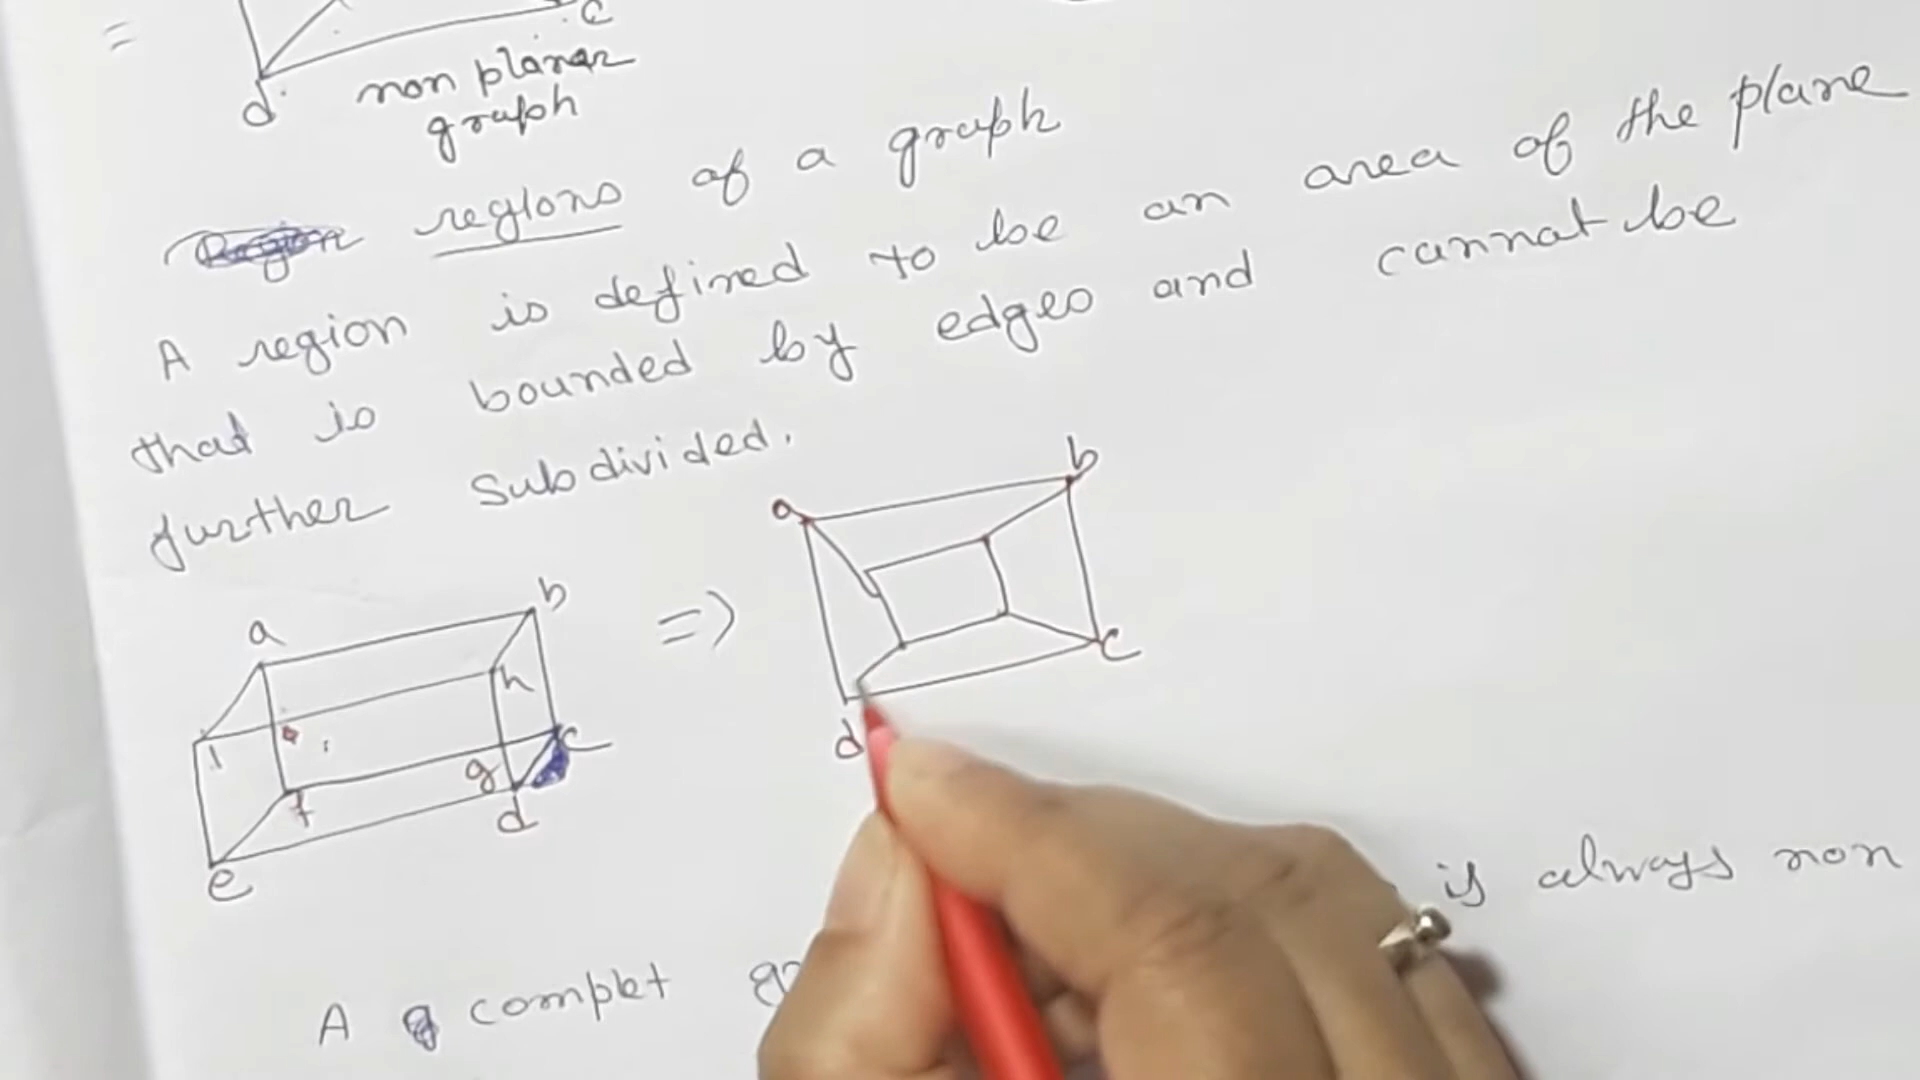 = c
d
non planar
graph
regions of a graph
A region is defined to be an area of the plane
that is bounded by edges and cannat be
further subdivided.
a b
h
i
g c
f
d
e
=>
a b
c
d
is always non
A complet